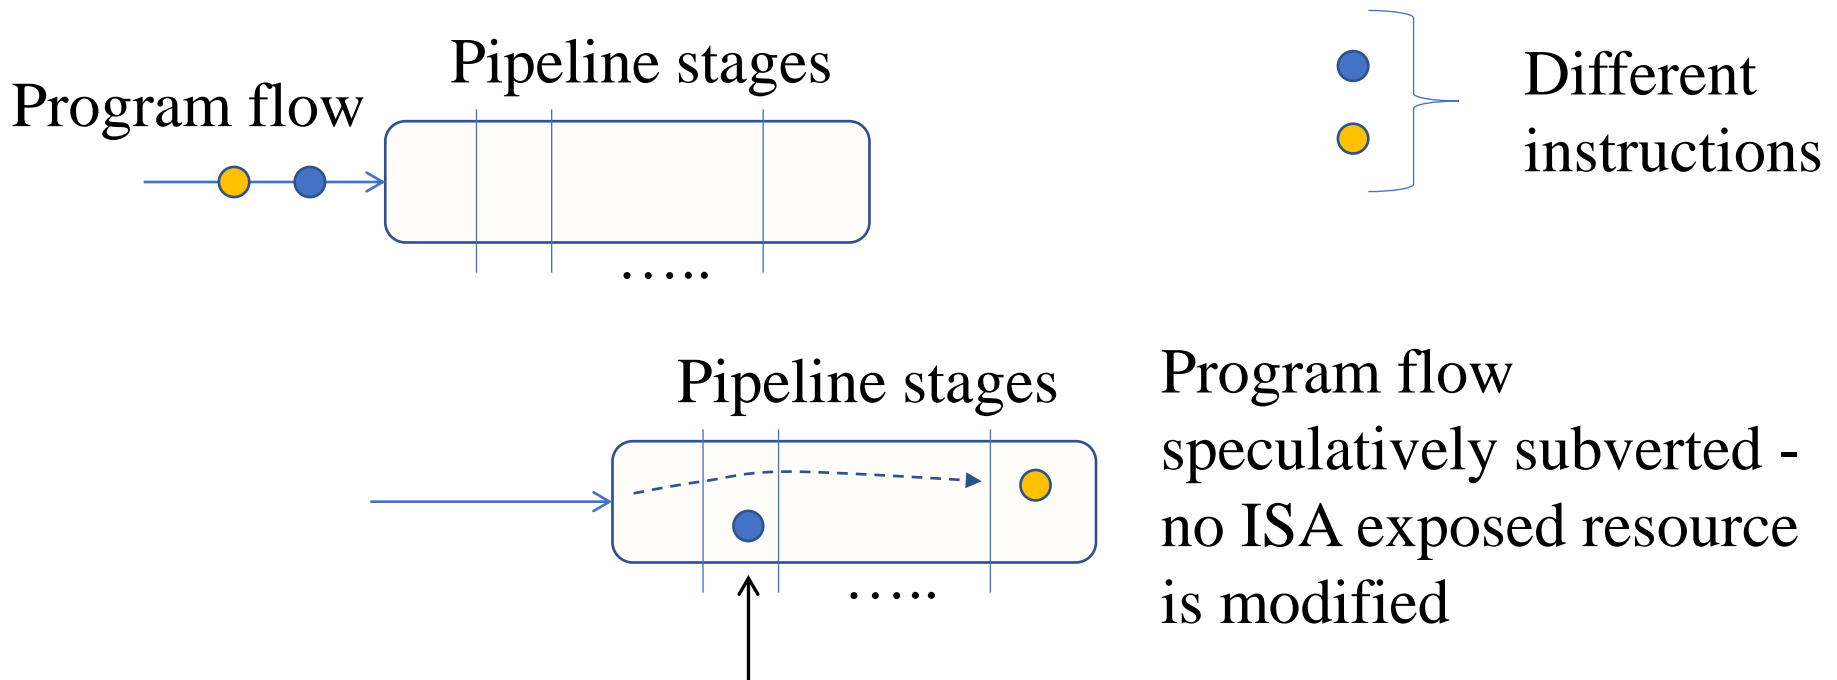 Pipeline stages
Program flow
Different
instructions
.....
Pipeline stages
Program flow
speculatively subverted -
no ISA exposed resource
is modified
.....